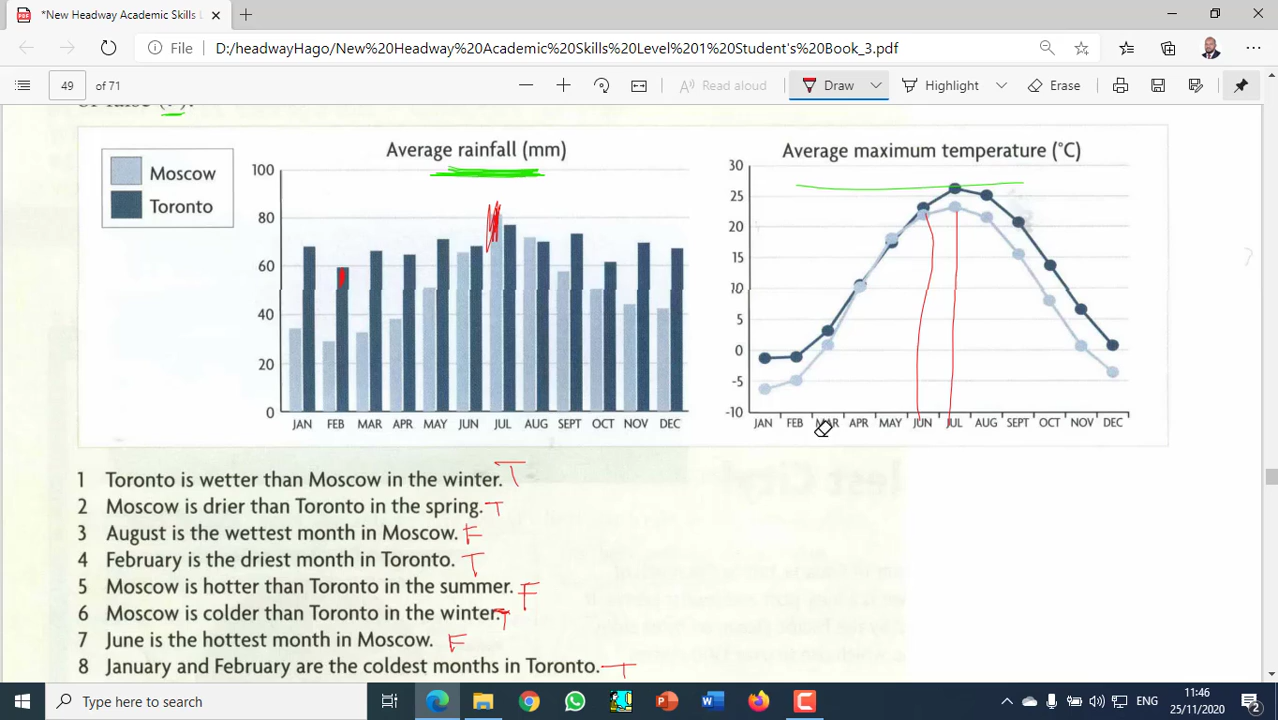 *New Headway Academic Skills L
File D:/headwayHago/New%20Headway%20Academic%20Skills%20Level%201%20Student's%20Book_3.pdf
49 of 71 Read aloud Draw Highlight Erase
or false
Average rainfall (mm)
Moscow
Toronto
100
80
60
40
20
0
JAN FEB MAR APR MAY JUN JUL AUG SEPT OCT NOV DEC
Average maximum temperature (°C)
30
25
20
15
10
5
0
-5
-10
JAN FEB MAR APR MAY JUN JUL AUG SEPT OCT NOV DEC
1 Toronto is wetter than Moscow in the winter. T
2 Moscow is drier than Toronto in the spring. T
3 August is the wettest month in Moscow. F
4 February is the driest month in Toronto. T
5 Moscow is hotter than Toronto in the summer. F
6 Moscow is colder than Toronto in the winter. T
7 June is the hottest month in Moscow. F
8 January and February are the coldest months in Toronto. T
Type here to search
ENG
11:46
25/11/2020
2